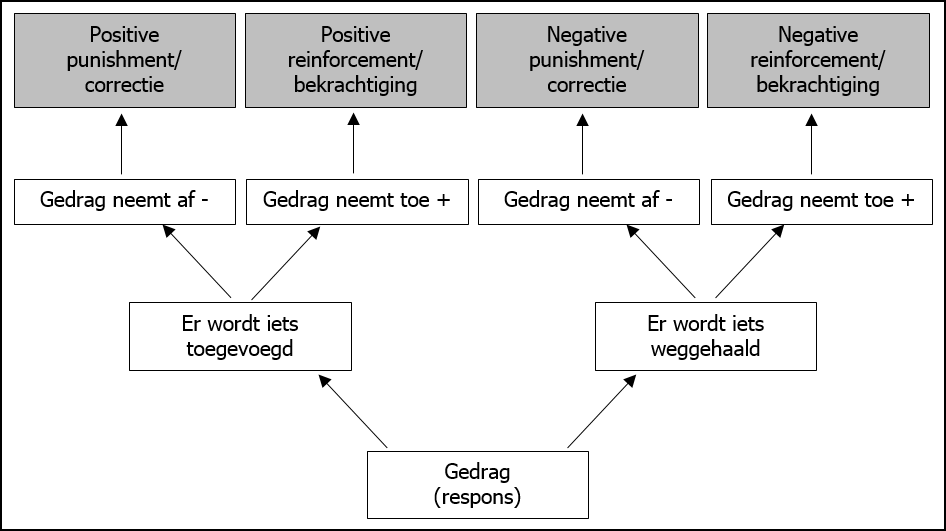 Positive
punishment/
correctie
Positive
reinforcement/
bekrachtiging
Negative
punishment/
correctie
Negative
reinforcement/
bekrachtiging
Gedrag neemt af -
Gedrag neemt toe +
Gedrag neemt af -
Gedrag neemt toe +
Er wordt iets
toegevoegd
Er wordt iets
weggehaald
Gedrag
(respons)